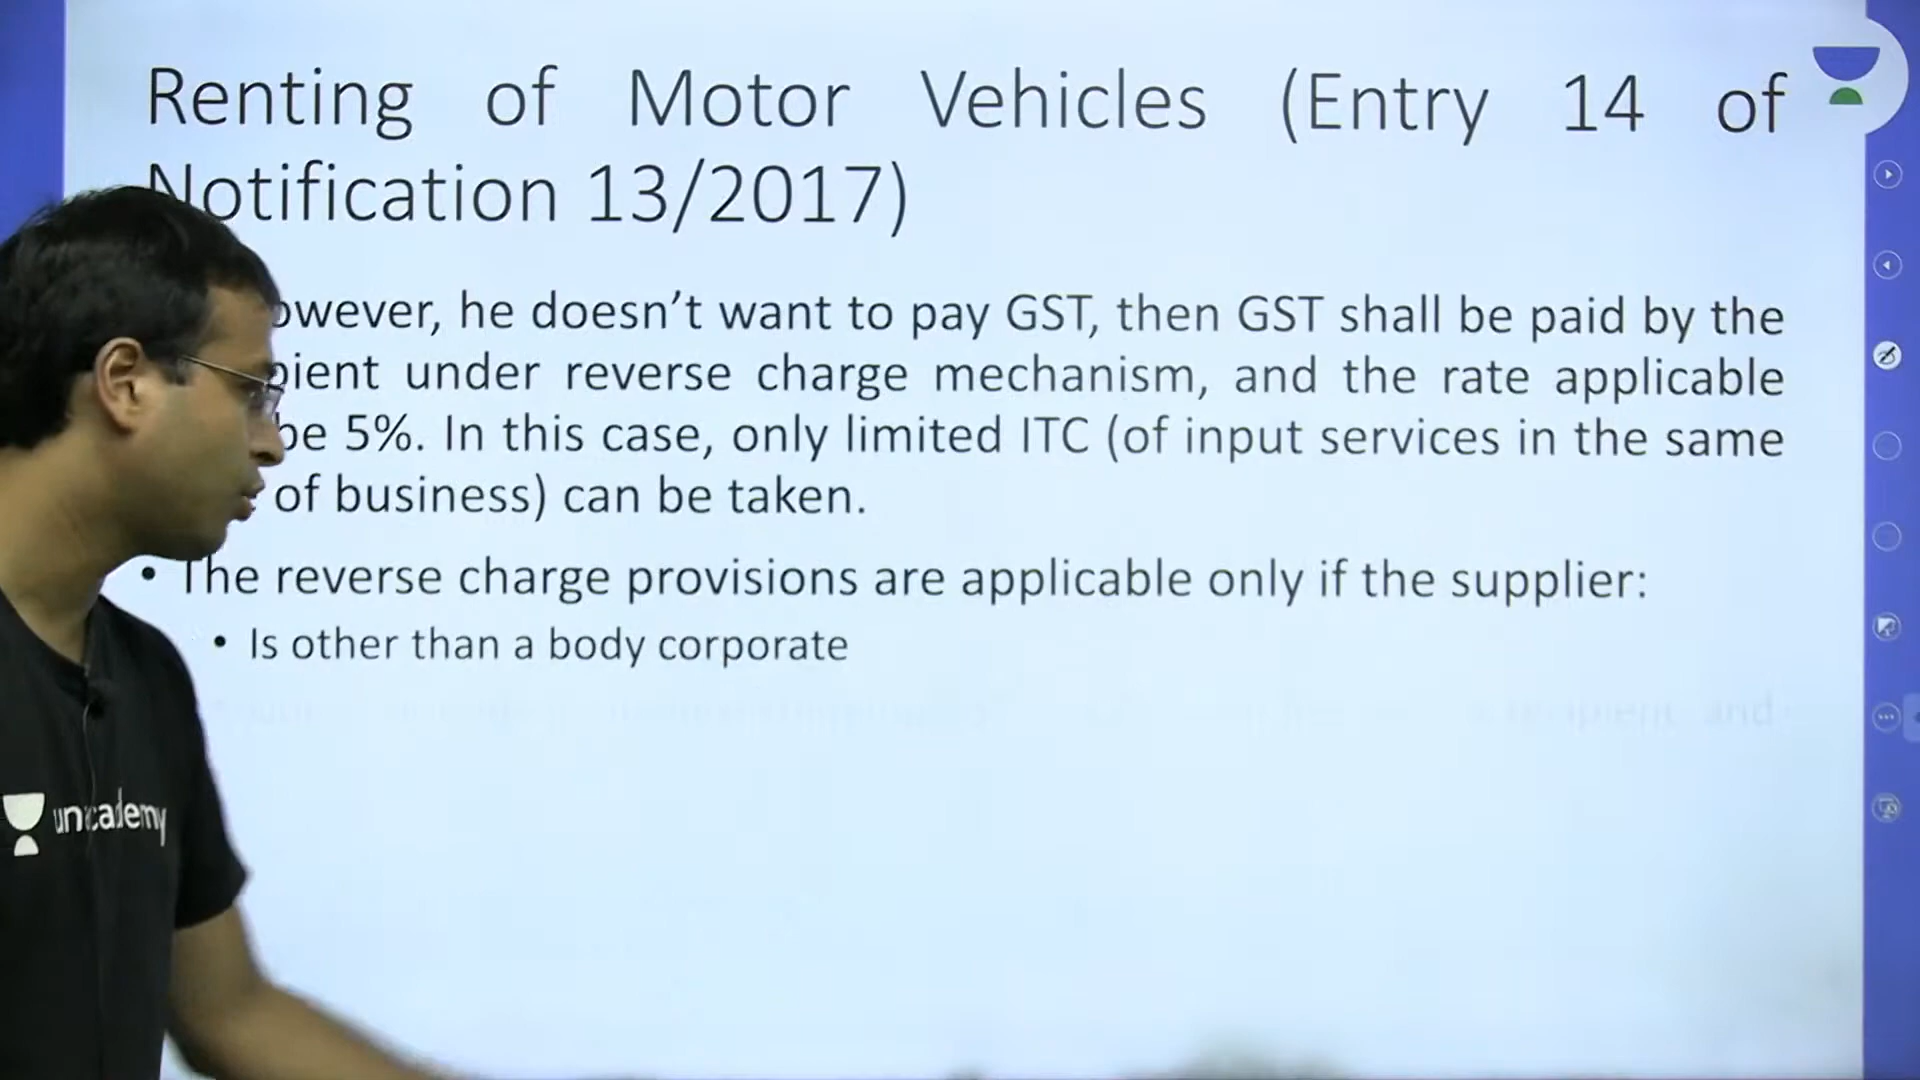 Renting of Motor Vehicles (Entry 14 of
Notification 13/2017)
owever, he doesn't want to pay GST, then GST shall be paid by the
pient under reverse charge mechanism, and the rate applicable
be 5%. In this case, only limited ITC (of input services in the same
of business) can be taken.
• The reverse charge provisions are applicable only if the supplier:
• Is other than a body corporate
recipient, and
unacademy